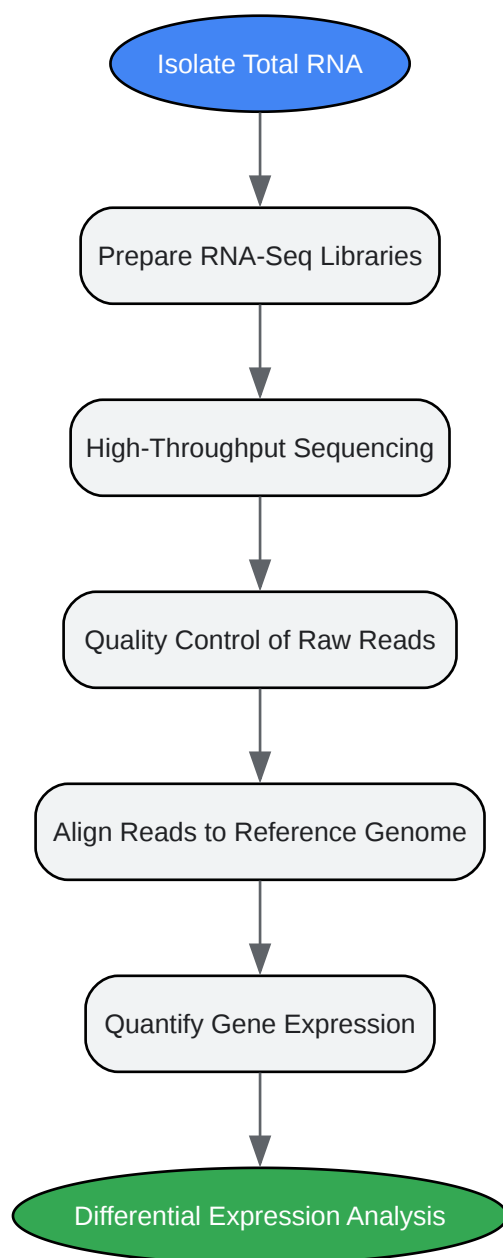 Isolate Total RNA
Prepare RNA-Seq Libraries
High-Throughput Sequencing
Quality Control of Raw Reads
Align Reads to Reference Genome
Quantify Gene Expression
Differential Expression Analysis